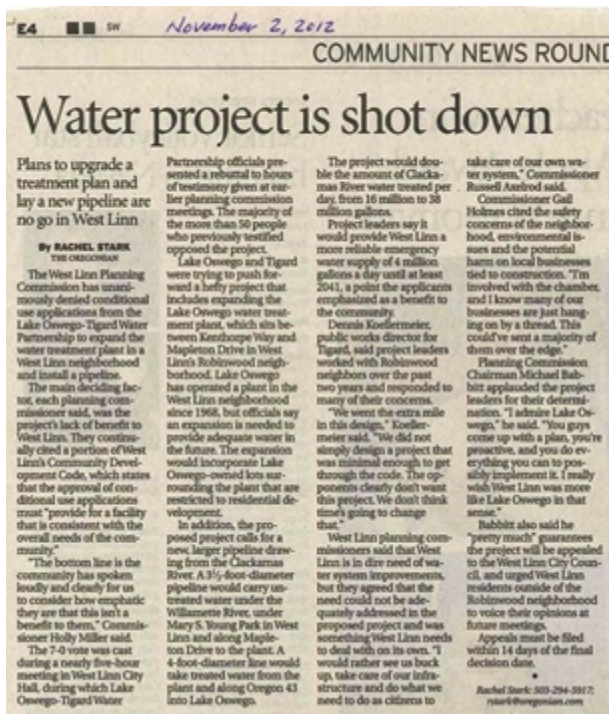 E4
SW
November 2, 2012
COMMUNITY NEWS ROUND
Water project is shot down
Plans to upgrade a
treatment plan and
lay a new pipeline are
no go in West Linn
By RACHEL STARK
THE OREGONIAN
The West Linn Planning
Commission has unani-
mously denied conditional
use applications from the
Lake Oswego-Tigard Water
Partnership to expand the
water treatment plant in a
West Linn neighborhood
and install a pipeline.
The main deciding fac-
tor, each planning com-
missioner said, was the
project's lack of benefit to
West Linn. They continu-
ally cited a portion of West
Linn's Community Devel-
opment Code, which states
that the approval of con-
ditional use applications
must "provide for a facility
that is consistent with the
overall needs of the com-
munity."
"The bottom line is the
community has spoken
loudly and clearly for us
to consider how emphatic
they are that this isn't a
benefit to them," Commis-
sioner Holly Miller said.
The 7-0 vote was cast
during a nearly five-hour
meeting in West Linn City
Hall, during which Lake
Oswego-Tigard Water
Partnership officials pre-
sented a rebuttal to hours
of testimony given at ear-
lier planning commission
meetings. The majority of
the more than 50 people
who previously testified
opposed the project.
Lake Oswego and Tigard
were trying to push for-
ward a hefty project that
includes expanding the
Lake Oswego water treat-
ment plant, which sits be-
tween Kenthorpe Way and
Mapleton Drive in West
Linn's Robinwood neigh-
borhood. Lake Oswego
has operated a plant in the
West Linn neighborhood
since 1968, but officials say
an expansion is needed to
provide adequate water in
the future. The expansion
would incorporate Lake
Oswego-owned lots sur-
rounding the plant that are
restricted to residential de-
velopment.
In addition, the pro-
posed project calls for a
new, larger pipeline draw-
ing from the Clackamas
River. A 3½-foot-diameter
pipeline would carry un-
treated water under the
Willamette River, under
Mary S. Young Park in West
Linn and along Maple-
ton Drive to the plant. A
4-foot-diameter line would
take treated water from the
plant and along Oregon 43
into Lake Oswego.
The project would dou-
ble the amount of Clacka-
mas River water treated per
day, from 16 million to 38
million gallons.
Project leaders say it
would provide West Linn a
more reliable emergency
water supply of 4 million
gallons a day until at least
2041, a point the applicants
emphasized as a benefit to
the community.
Dennis Koellermeier,
public works director for
Tigard, said project leaders
worked with Robinwood
neighbors over the past
two years and responded to
many of their concerns.
"We went the extra mile
in this design," Koeller-
meier said. "We did not
simply design a project that
was minimal enough to get
through the code. The op-
ponents clearly don't want
this project. We don't think
time's going to change
that."
West Linn planning com-
missioners said that West
Linn is in dire need of wa-
ter system improvements,
but they agreed that the
need could not be ade-
quately addressed in the
proposed project and was
something West Linn needs
to deal with on its own. "I
would rather see us buck
up, take care of our infra-
structure and do what we
need to do as citizens to
take care of our own wa-
ter system," Commissioner
Russell Axelrod said.
Commissioner Gail
Holmes cited the safety
concerns of the neighbor-
hood, environmental is-
sues and the potential
harm on local businesses
tied to construction. "I'm
involved with the chamber,
and I know many of our
businesses are just hang-
ing on by a thread. This
could've sent a majority of
them over the edge."
Planning Commission
Chairman Michael Bab-
bitt applauded the project
leaders for their determi-
nation. "I admire Lake Os-
wego," he said. "You guys
come up with a plan, you're
proactive, and you do ev-
erything you can to pos-
sibly implement it. I really
wish West Linn was more
like Lake Oswego in that
sense."
Babbitt also said he
"pretty much" guarantees
the project will be appealed
to the West Linn City Coun-
cil, and urged West Linn
residents outside of the
Robinwood neighborhood
to voice their opinions at
future meetings.
Appeals must be filed
within 14 days of the final
decision date.
Rachel Stark: 503-294-5917;
rstark@oregonian.com